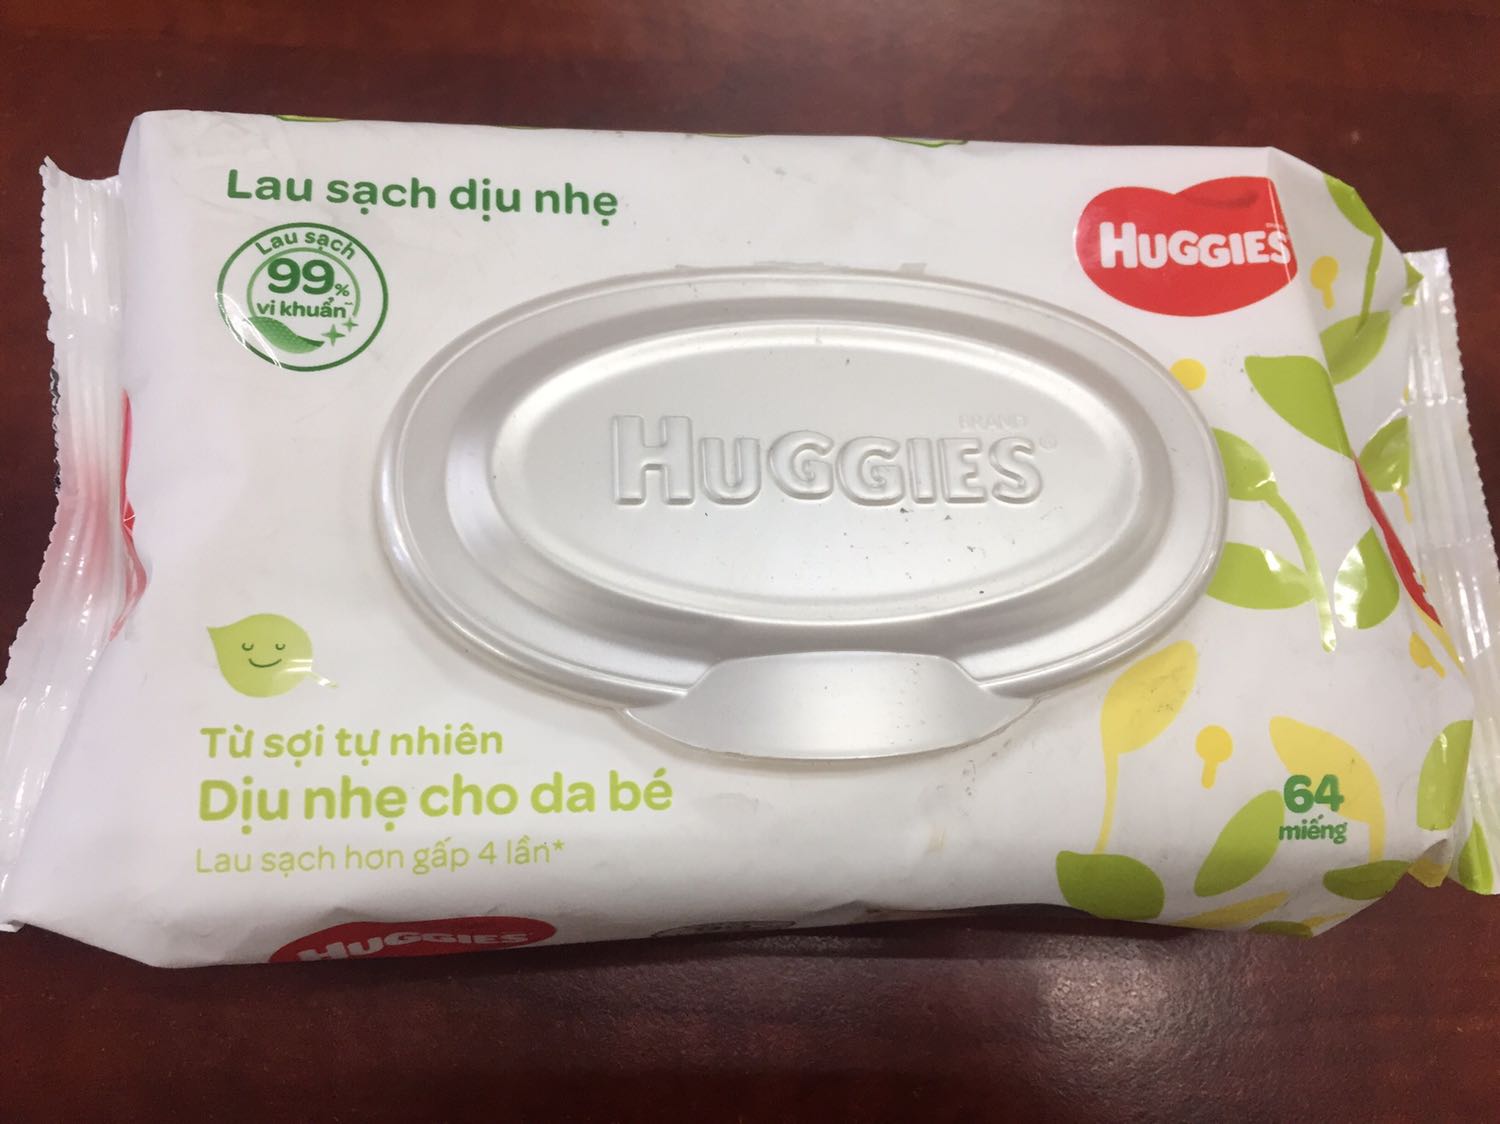 Lau sạch dịu nhẹ
Lau sạch
99%
vi khuẩn
HUGGIES
BRAND
HUGGIES
Từ sợi tự nhiên
Dịu nhẹ cho da bé
Lau sạch hơn gấp 4 lần*
64
miếng
HUGGIES